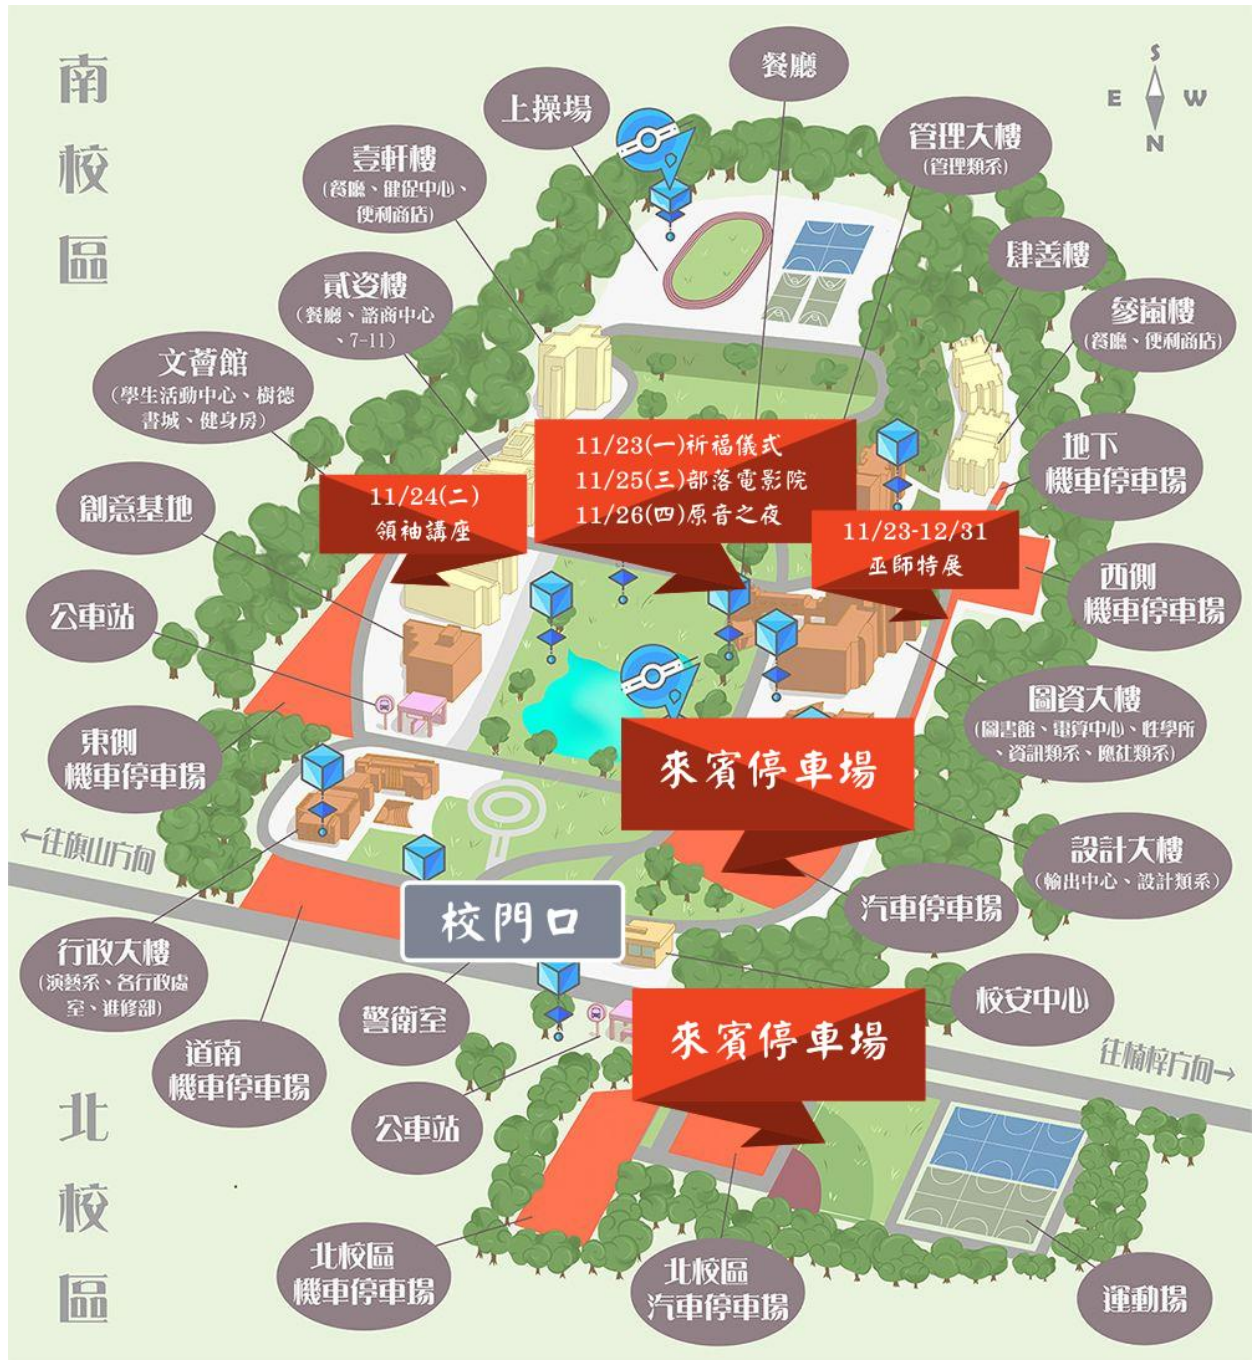 南
校
區
餐廳
上操場
S
E
W
N
管理大樓
(管理類系)
壹軒樓
(餐廳、健促中心、
便利商店)
肆善樓
貳姿樓
(餐廳、諮商中心
、7-11)
參嵐樓
(餐廳、便利商店)
文薈館
(學生活動中心、樹德
書城、健身房)
11/23(一)祈福儀式
11/25(三)部落電影院
11/26(四)原音之夜
地下
機車停車場
11/24(二)
領袖講座
創意基地
11/23-12/31
巫師特展
西側
機車停車場
公車站
圖資大樓
(圖書館、電算中心、性學所
、資訊類系、應社類系)
東側
機車停車場
來賓停車場
←往旗山方向
設計大樓
(輸出中心、設計類系)
汽車停車場
校門口
行政大樓
(演藝系、各行政處
室、進修部)
警衛室
校安中心
道南
機車停車場
來賓停車場
往楠梓方向→
公車站
北
校
區
北校區
機車停車場
北校區
汽車停車場
運動場